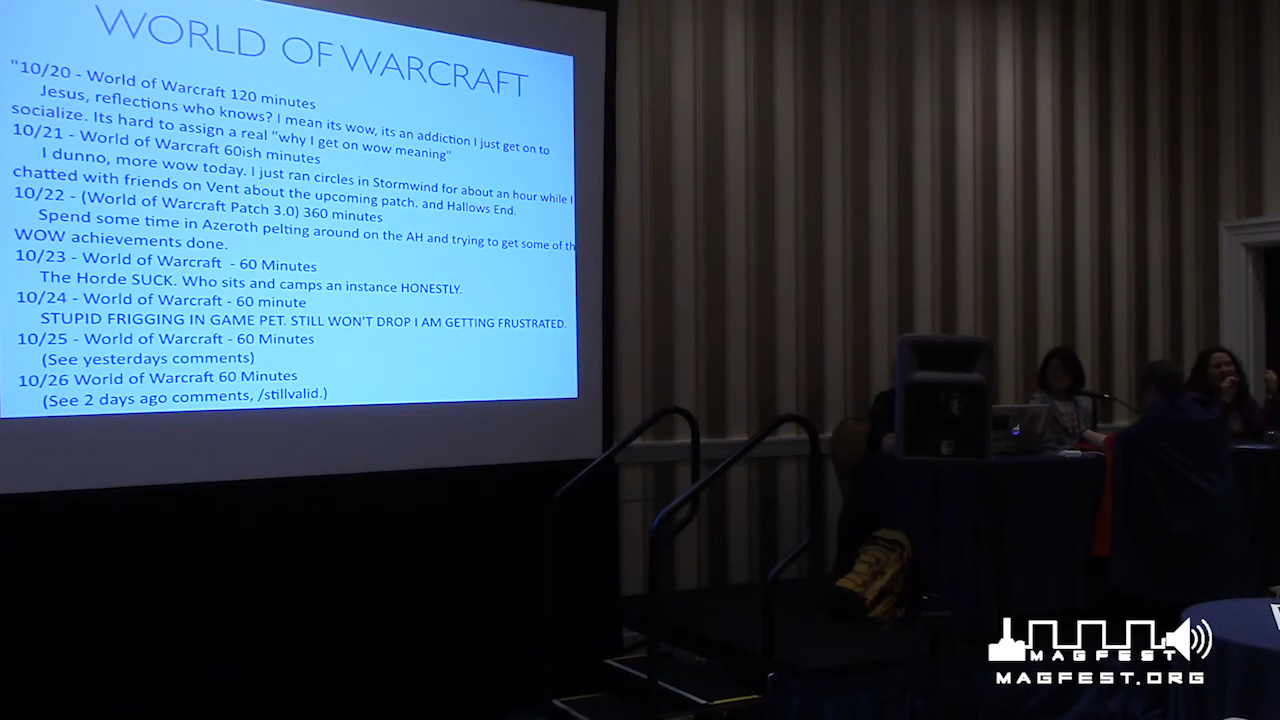 WORLD OF WARCRAFT
"10/20 - World of Warcraft 120 minutes
Jesus, reflections who knows? I mean its wow, its an addiction I just get on to
socialize. Its hard to assign a real "why I get on wow meaning"
10/21 - World of Warcraft 60ish minutes
I dunno, more wow today. I just ran circles in Stormwind for about an hour while I
chatted with friends on Vent about the upcoming patch. and Hallows End.
10/22 - (World of Warcraft Patch 3.0) 360 minutes
Spend some time in Azeroth pelting around on the AH and trying to get some of th
WOW achievements done.
10/23 - World of Warcraft - 60 Minutes
The Horde SUCK. Who sits and camps an instance HONESTLY.
10/24 - World of Warcraft - 60 minute
STUPID FRIGGING IN GAME PET. STILL WON'T DROP I AM GETTING FRUSTRATED.
10/25 - World of Warcraft - 60 Minutes
(See yesterdays comments)
10/26 World of Warcraft 60 Minutes
(See 2 days ago comments, /stillvalid.)
MAGFEST
MAGFEST.ORG